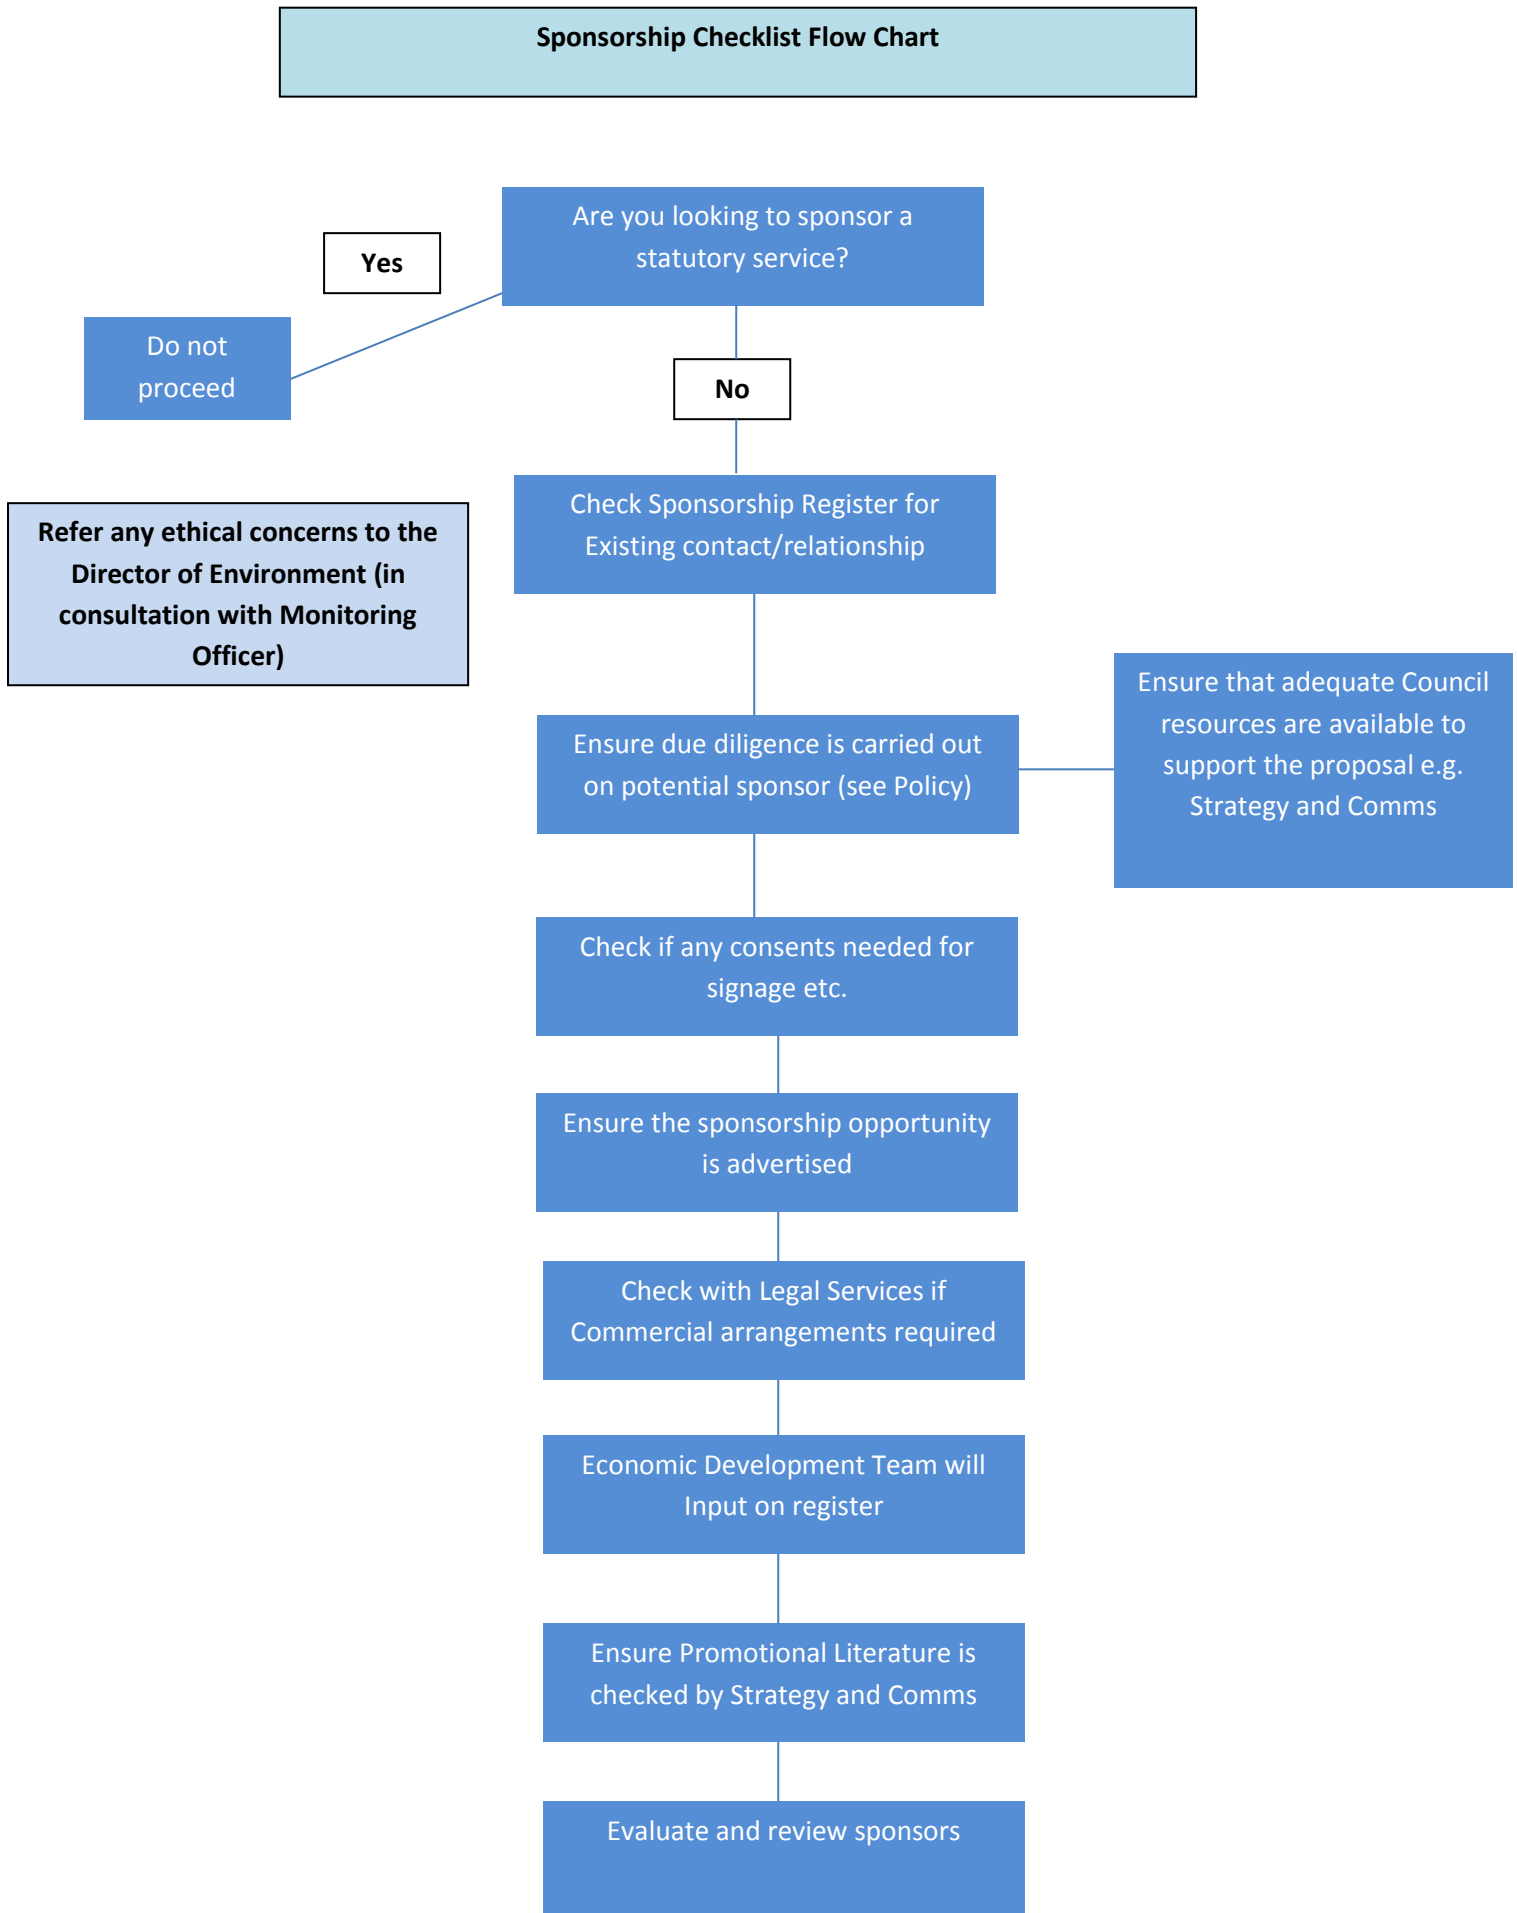 Sponsorship Checklist Flow Chart
Are you looking to sponsor a
statutory service?
Yes
Do not
proceed
No
Check Sponsorship Register for
Existing contact/relationship
Refer any ethical concerns to the
Director of Environment (in
consultation with Monitoring
Officer)
Ensure due diligence is carried out
on potential sponsor (see Policy)
Ensure that adequate Council
resources are available to
support the proposal e.g.
Strategy and Comms
Check if any consents needed for
signage etc.
Ensure the sponsorship opportunity
is advertised
Check with Legal Services if
Commercial arrangements required
Economic Development Team will
Input on register
Ensure Promotional Literature is
checked by Strategy and Comms
Evaluate and review sponsors